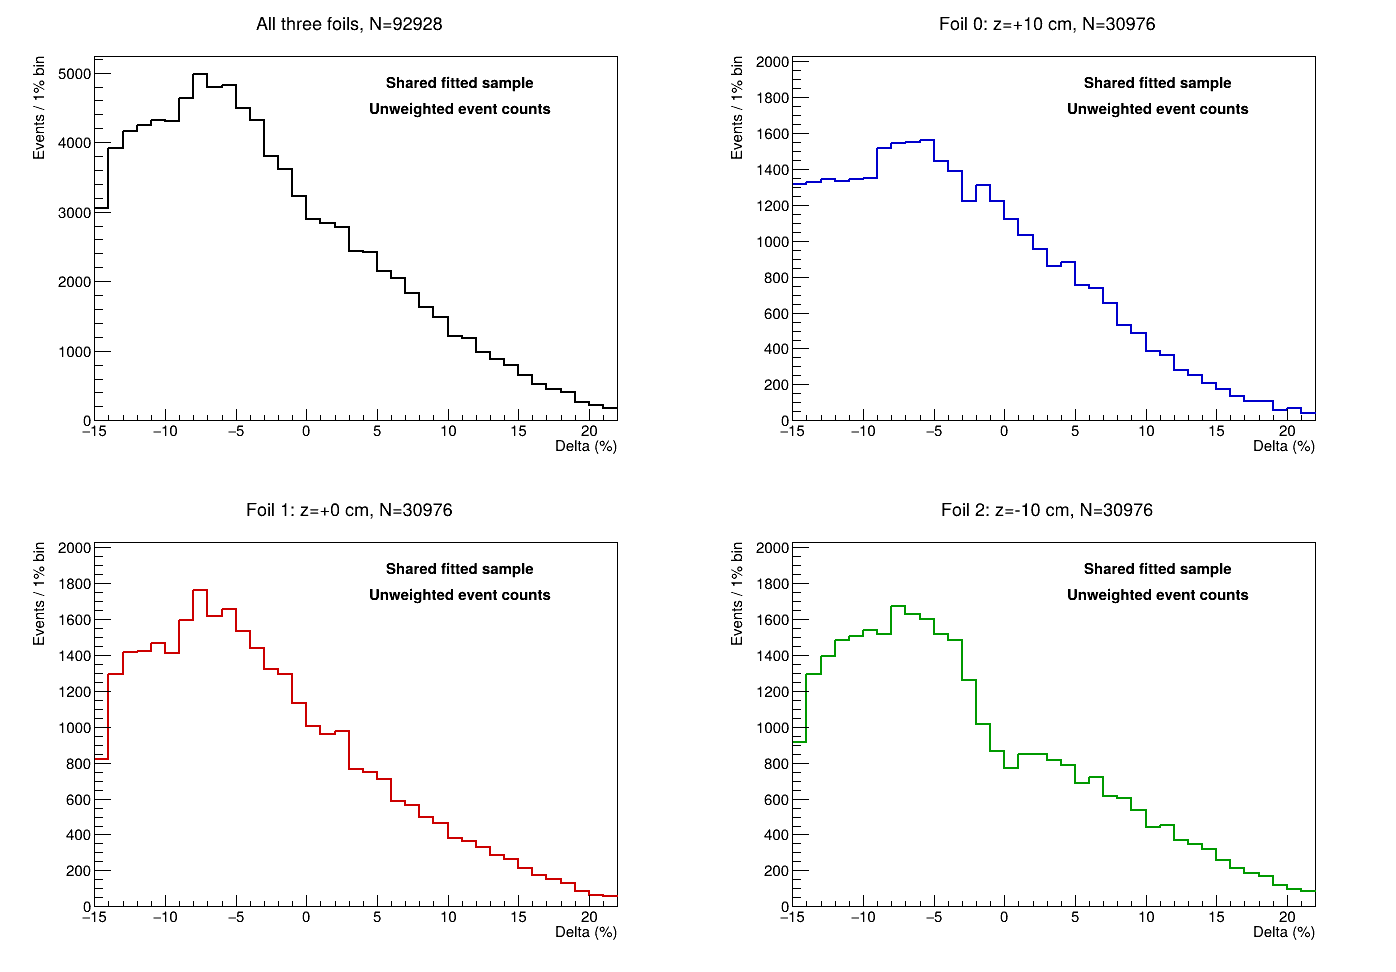 All three foils, N=92928
Events / 1% bin
Shared fitted sample
Unweighted event counts
5000
4000
3000
2000
1000
0
−15 −10 −5 0 5 10 15 20
Delta (%)
Foil 0: z=+10 cm, N=30976
Events / 1% bin
Shared fitted sample
Unweighted event counts
2000
1800
1600
1400
1200
1000
800
600
400
200
0
−15 −10 −5 0 5 10 15 20
Delta (%)
Foil 1: z=+0 cm, N=30976
Events / 1% bin
Shared fitted sample
Unweighted event counts
2000
1800
1600
1400
1200
1000
800
600
400
200
0
−15 −10 −5 0 5 10 15 20
Delta (%)
Foil 2: z=-10 cm, N=30976
Events / 1% bin
Shared fitted sample
Unweighted event counts
2000
1800
1600
1400
1200
1000
800
600
400
200
0
−15 −10 −5 0 5 10 15 20
Delta (%)